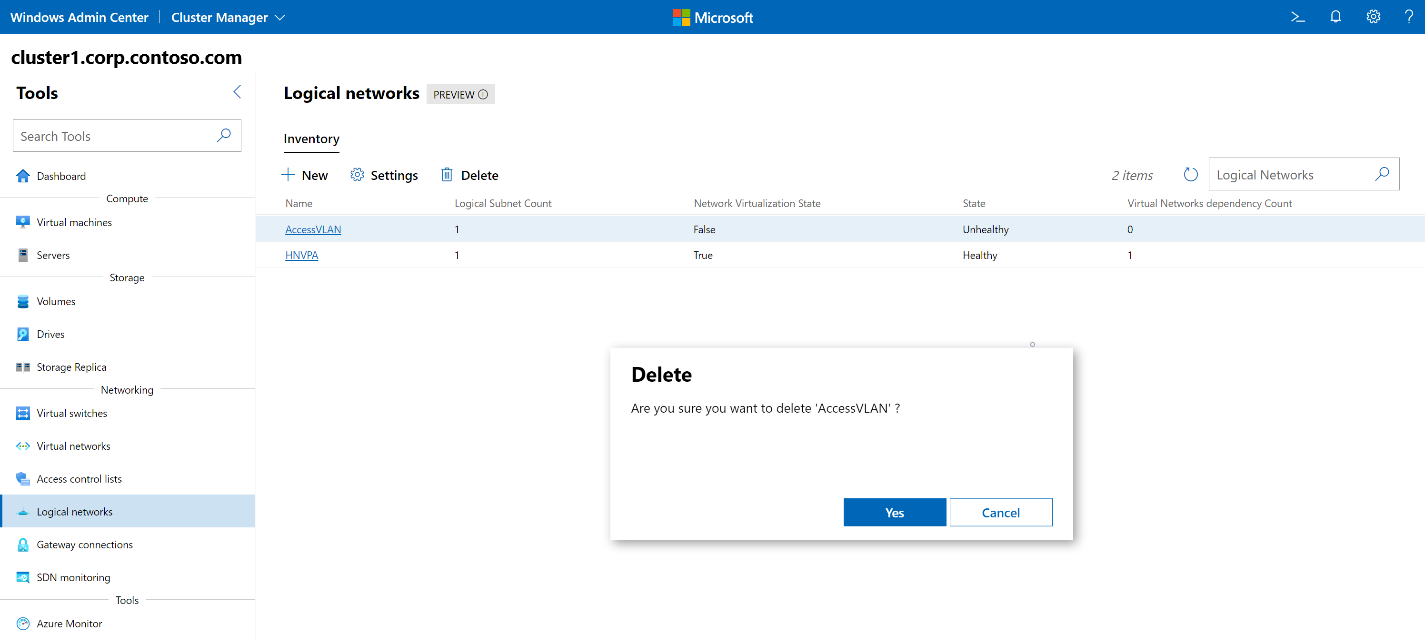 Windows Admin Center Cluster Manager Microsoft
cluster1.corp.contoso.com
Tools
Search Tools
Dashboard
Compute
Virtual machines
Servers
Storage
Volumes
Drives
Storage Replica
Networking
Virtual switches
Virtual networks
Access control lists
Logical networks
Gateway connections
SDN monitoring
Tools
Azure Monitor
Logical networks PREVIEW
Inventory
New Settings Delete 2 items Logical Networks
Name Logical Subnet Count Network Virtualization State State Virtual Networks dependency Count
AccessVLAN 1 False Unhealthy 0
HNVPA 1 True Healthy 1
Delete
Are you sure you want to delete 'AccessVLAN' ?
Yes Cancel